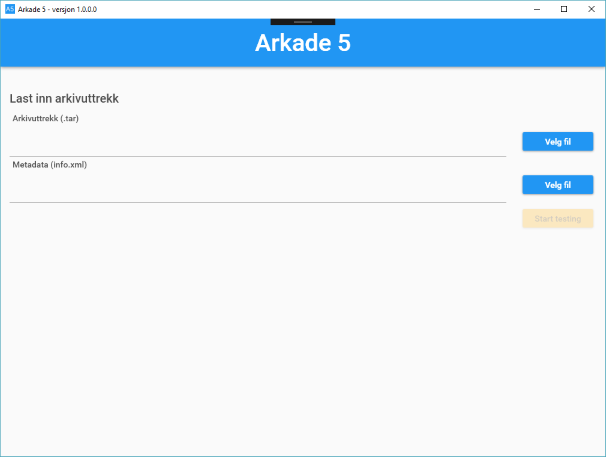 A5 Arkade 5 - versjon 1.0.0.0
Arkade 5
Last inn arkivuttrekk
Arkivuttrekk (.tar)
Velg fil
Metadata (info.xml)
Velg fil
Start testing